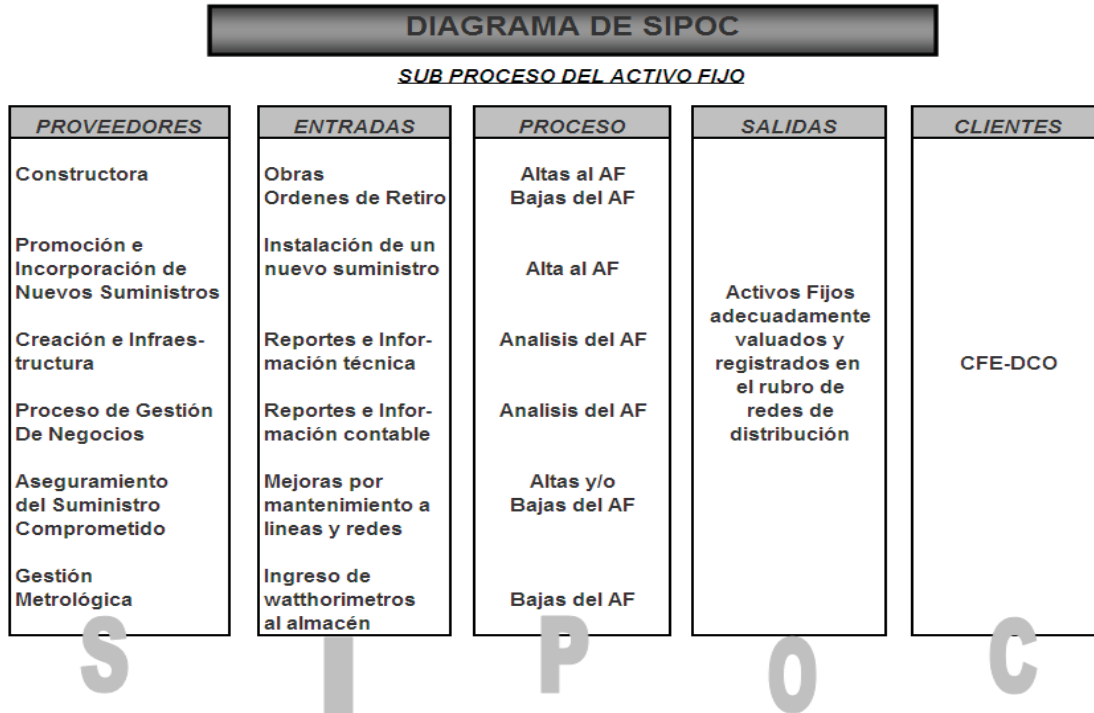 DIAGRAMA DE SIPOC
SUB PROCESO DEL ACTIVO FIJO
PROVEEDORES
Constructora
Promoción e
Incorporación de
Nuevos Suministros
Creación e Infraes-
tructura
Proceso de Gestión
De Negocios
Aseguramiento
del Suministro
Comprometido
Gestión
Metrológica
S
ENTRADAS
Obras
Ordenes de Retiro
Instalación de un
nuevo suministro
Reportes e Infor-
mación técnica
Reportes e Infor-
mación contable
Mejoras por
mantenimiento a
lineas y redes
Ingreso de
watthorimetros
al almacén
I
PROCESO
Altas al AF
Bajas del AF
Alta al AF
Analisis del AF
Analisis del AF
Altas y/o
Bajas del AF
Bajas del AF
P
SALIDAS
Activos Fijos
adecuadamente
valuados y
registrados en
el rubro de
redes de
distribución
O
CLIENTES
CFE-DCO
C